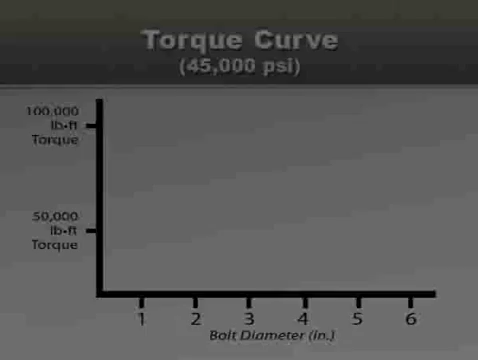 Torque Curve
(45,000 psi)
100,000
lb•ft
Torque
50,000
lb•ft
Torque
1 2 3 4 5 6
Bolt Diameter (in.)